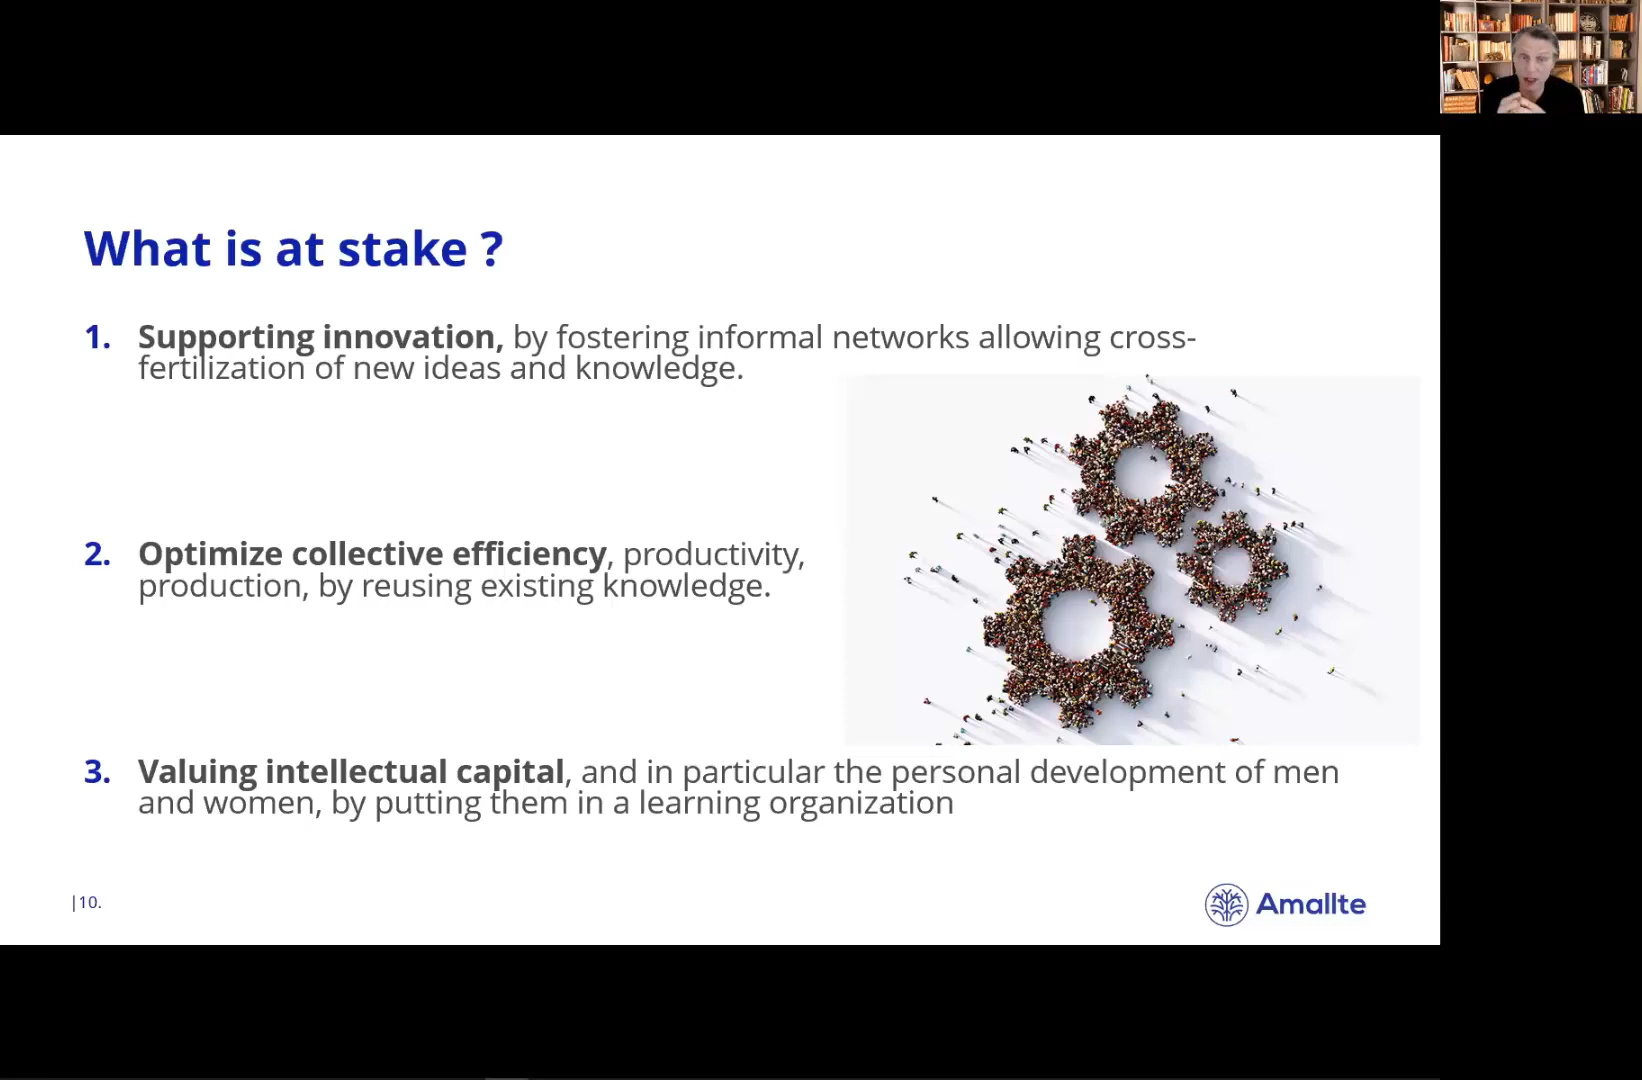 What is at stake ?
1. Supporting innovation, by fostering informal networks allowing cross-
fertilization of new ideas and knowledge.
2. Optimize collective efficiency, productivity,
production, by reusing existing knowledge.
3. Valuing intellectual capital, and in particular the personal development of men
and women, by putting them in a learning organization
|10.
Amallte